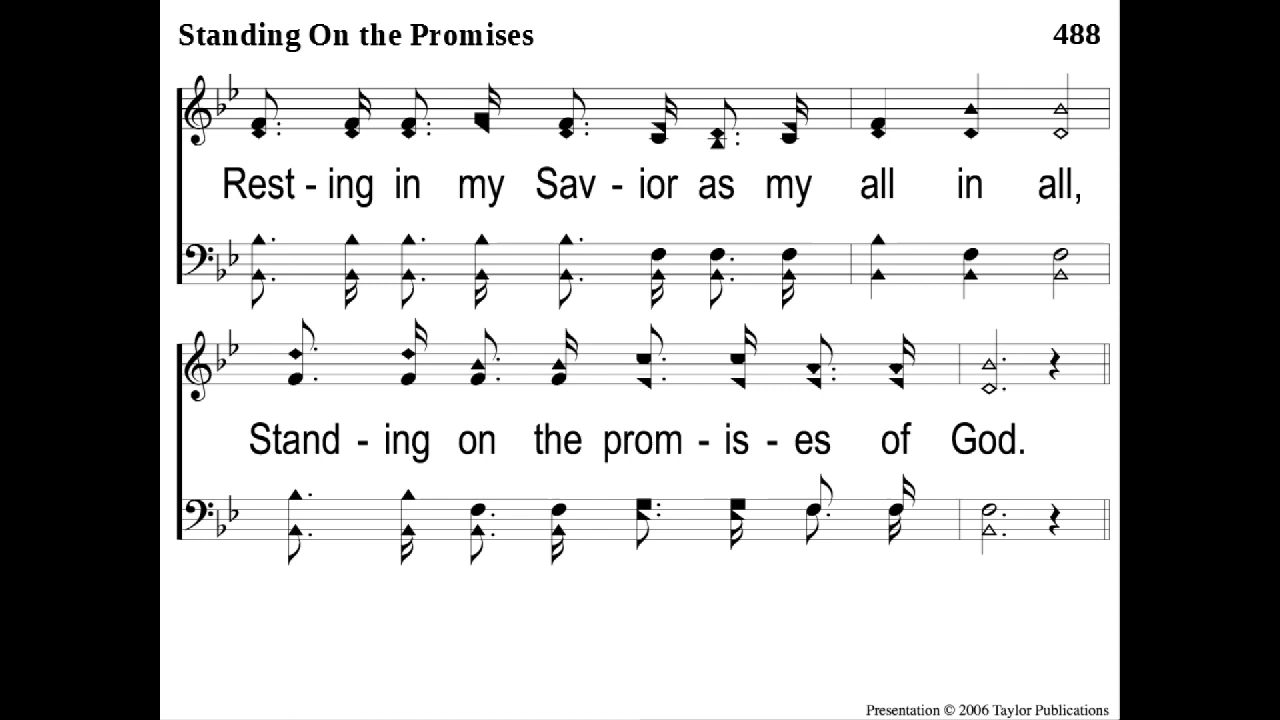 Standing On the Promises 488
Rest - ing in my Sav - ior as my all in all,
Stand - ing on the prom - is - es of God.
Presentation © 2006 Taylor Publications